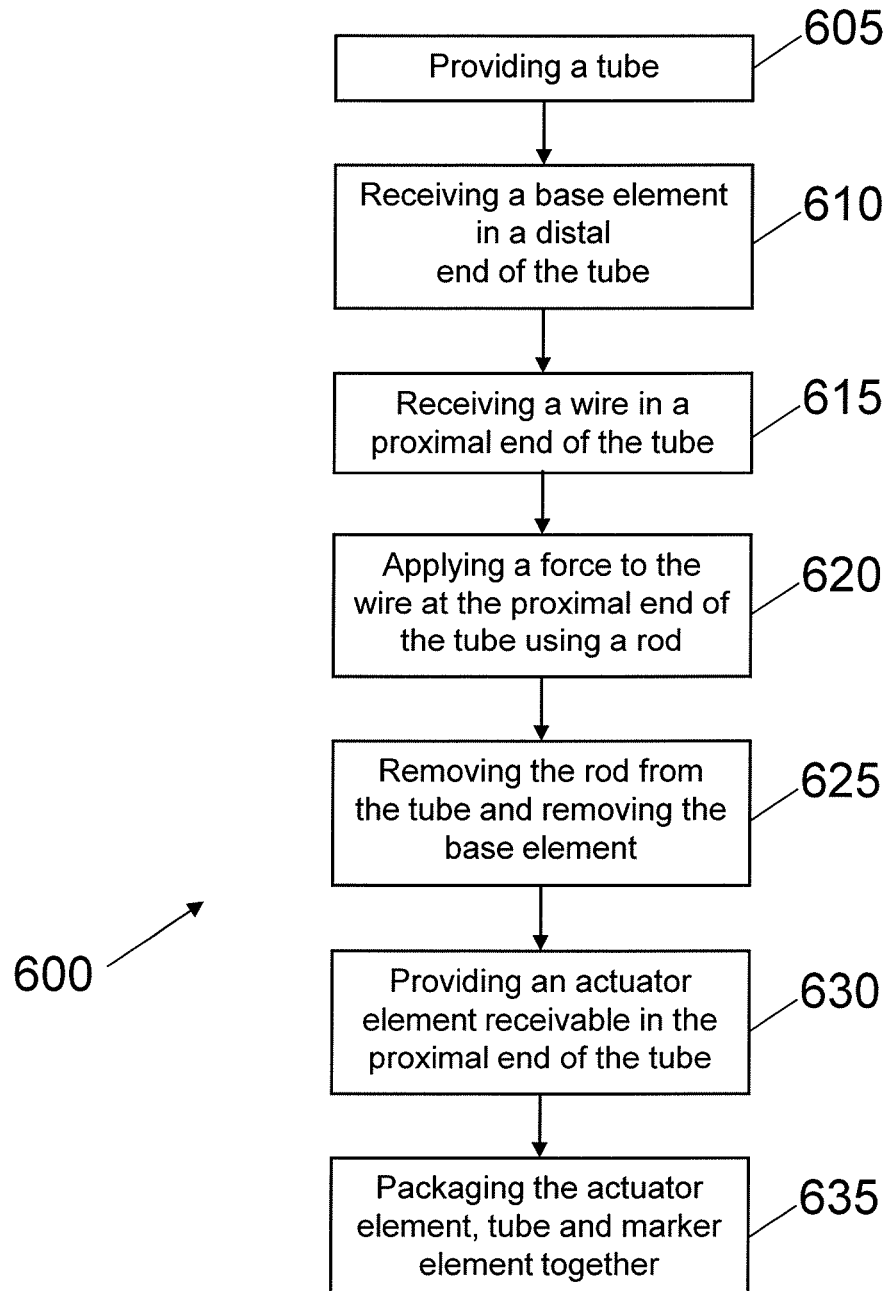 605
Providing a tube
Receiving a base element
in a distal
end of the tube
610
Receiving a wire in a
proximal end of the tube
615
Applying a force to the
wire at the proximal end of
the tube using a rod
620
Removing the rod from
the tube and removing the
base element
625
600
Providing an actuator
element receivable in the
proximal end of the tube
630
Packaging the actuator
element, tube and marker
element together
635